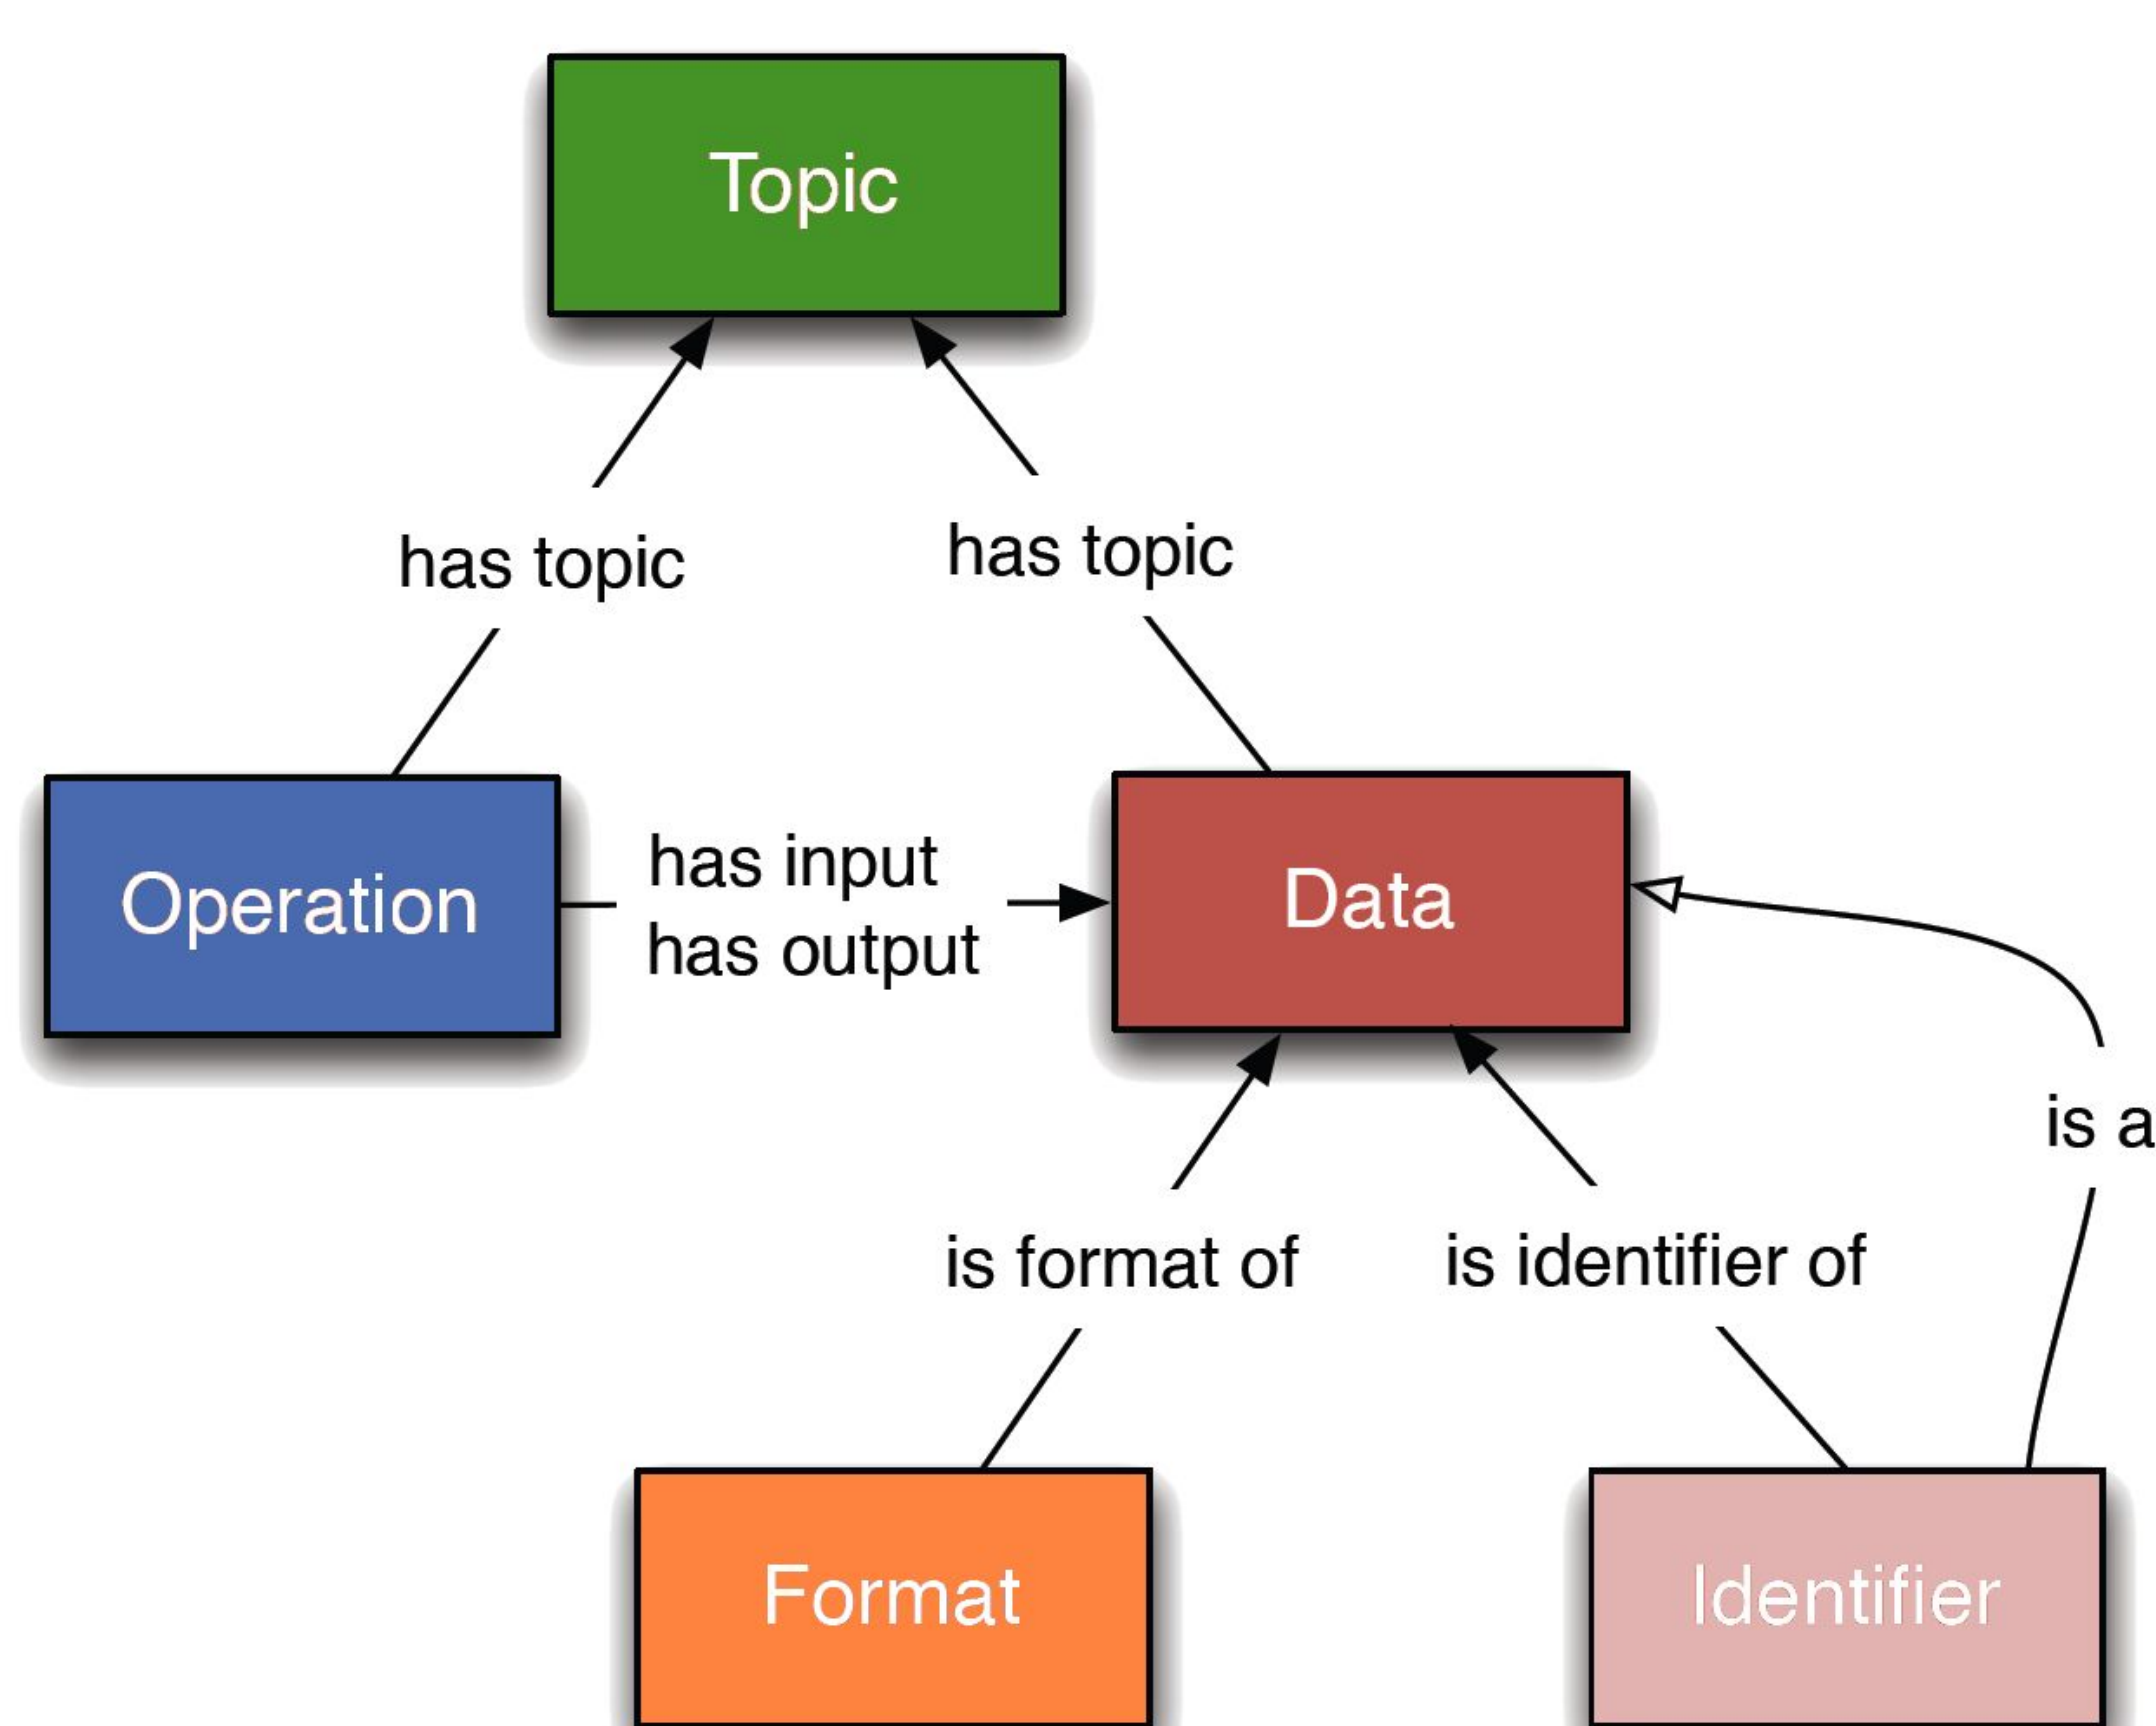 Topic
has topic
has topic
Operation
has input
has output
Data
is a
is format of
is identifier of
Format
Identifier